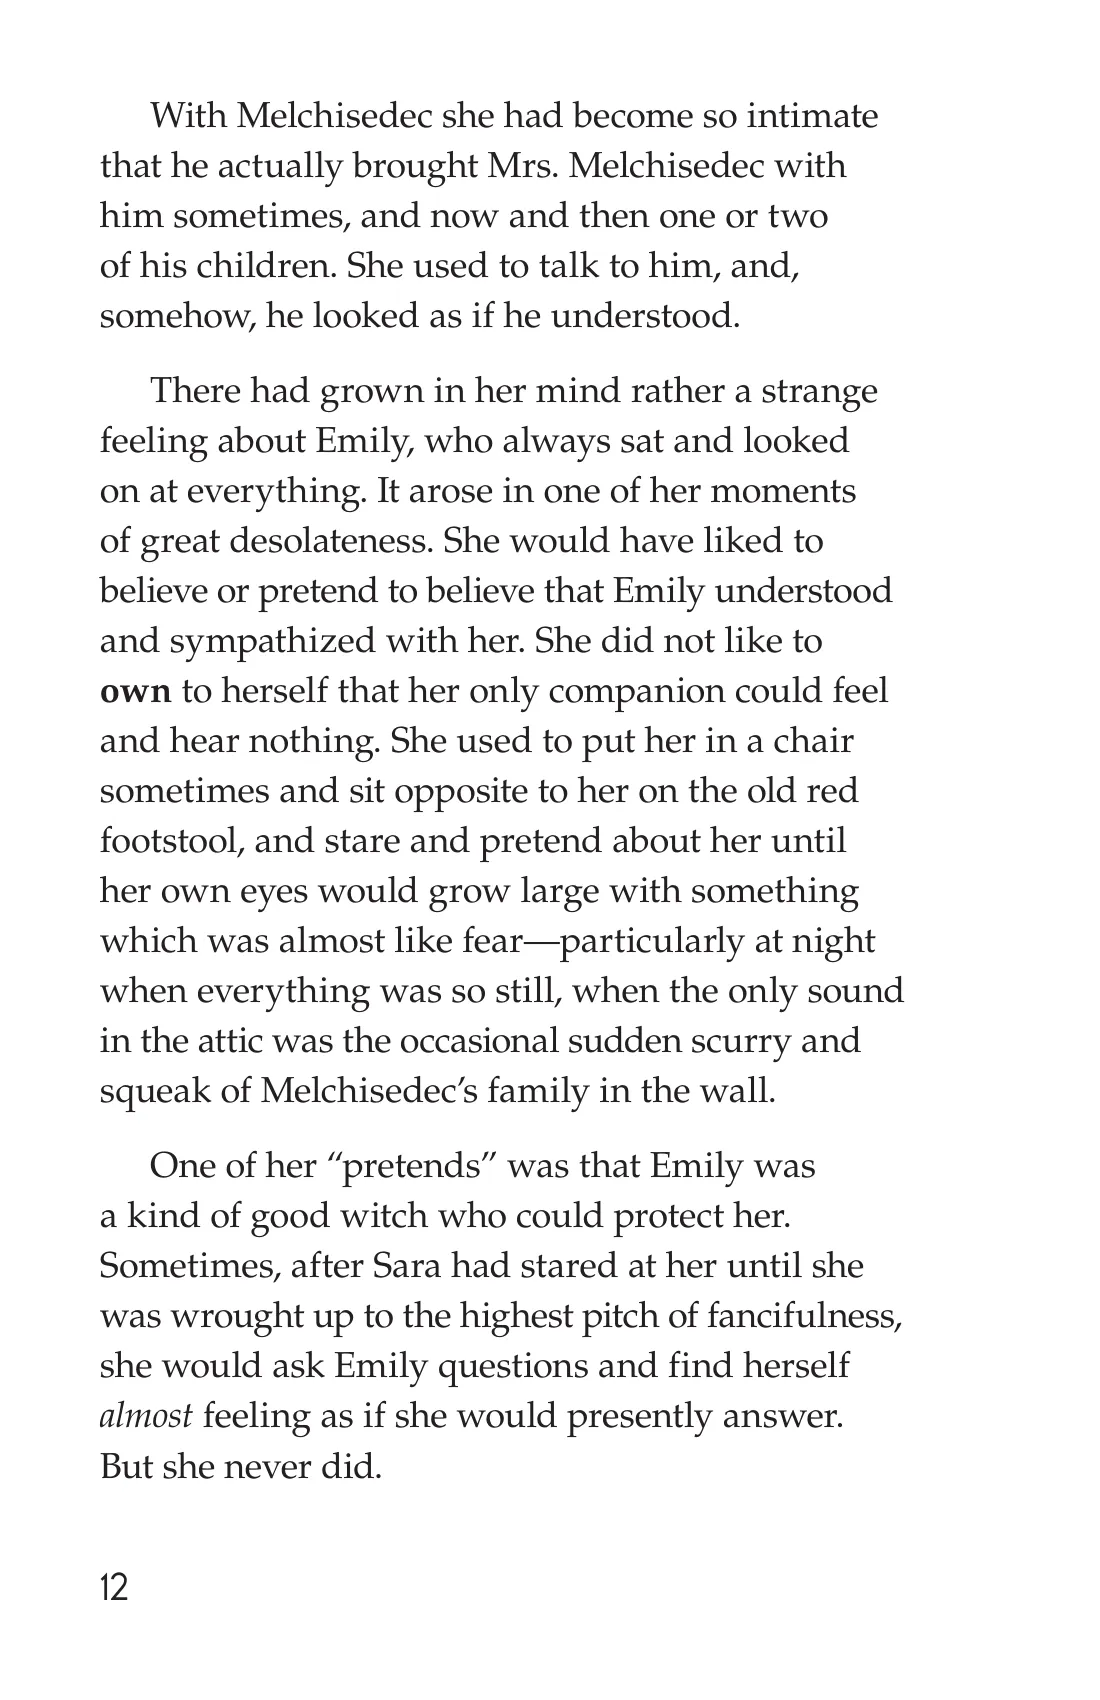 With Melchisedec she had become so intimate
that he actually brought Mrs. Melchisedec with
him sometimes, and now and then one or two
of his children. She used to talk to him, and,
somehow, he looked as if he understood.
There had grown in her mind rather a strange
feeling about Emily, who always sat and looked
on at everything. It arose in one of her moments
of great desolateness. She would have liked to
believe or pretend to believe that Emily understood
and sympathized with her. She did not like to
own to herself that her only companion could feel
and hear nothing. She used to put her in a chair
sometimes and sit opposite to her on the old red
footstool, and stare and pretend about her until
her own eyes would grow large with something
which was almost like fear—particularly at night
when everything was so still, when the only sound
in the attic was the occasional sudden scurry and
squeak of Melchisedec’s family in the wall.
One of her “pretends” was that Emily was
a kind of good witch who could protect her.
Sometimes, after Sara had stared at her until she
was wrought up to the highest pitch of fancifulness,
she would ask Emily questions and find herself
almost feeling as if she would presently answer.
But she never did.
12